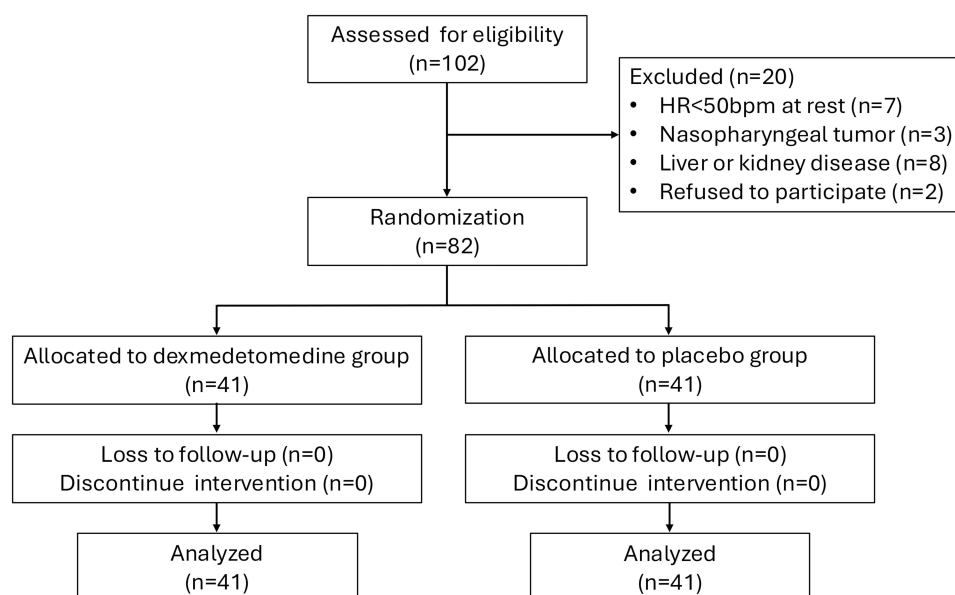 Assessed for eligibility
(n=102)
Excluded (n=20)
• HR<50bpm at rest (n=7)
• Nasopharyngeal tumor (n=3)
• Liver or kidney disease (n=8)
• Refused to participate (n=2)
Randomization
(n=82)
Allocated to dexmedetomedine group
(n=41)
Allocated to placebo group
(n=41)
Loss to follow-up (n=0)
Discontinue intervention (n=0)
Loss to follow-up (n=0)
Discontinue intervention (n=0)
Analyzed
(n=41)
Analyzed
(n=41)